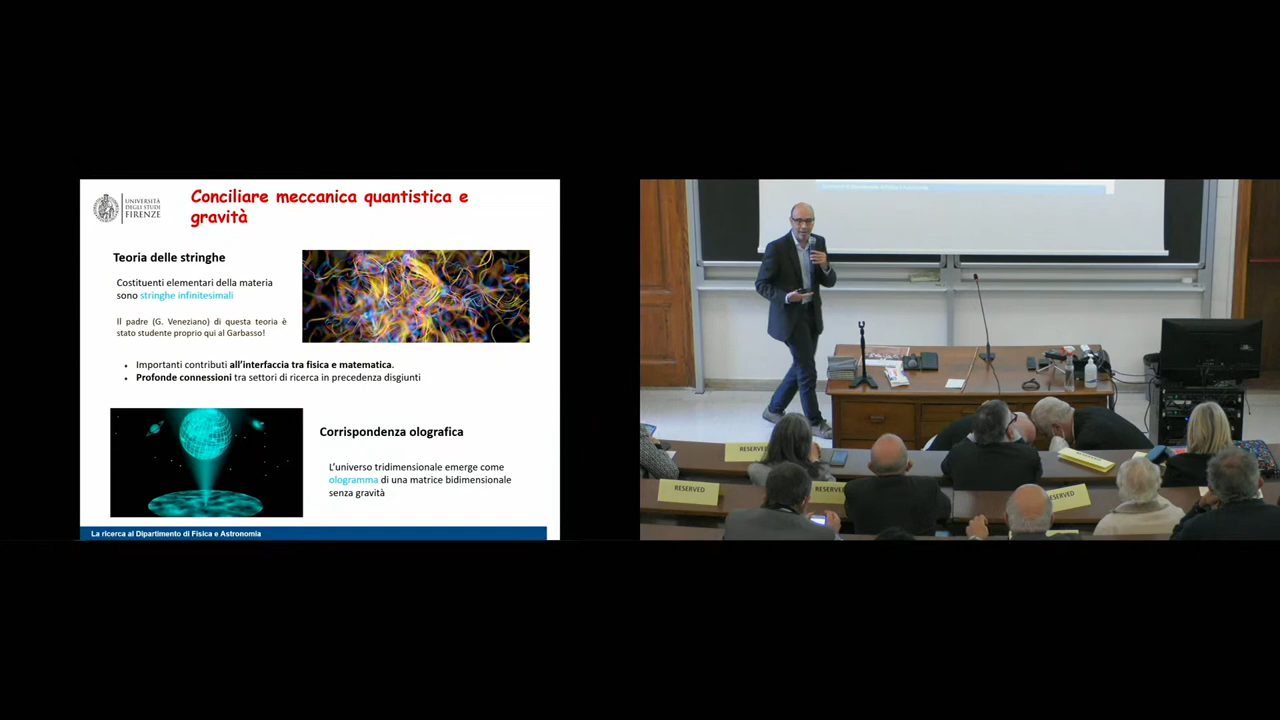 UNIVERSITÀ
DEGLI STUDI
FIRENZE
Conciliare meccanica quantistica e
gravità
Teoria delle stringhe
Costituenti elementari della materia
sono stringhe infinitesimali
Il padre (G. Veneziano) di questa teoria è
stato studente proprio qui al Garbasso!
• Importanti contributi all'interfaccia tra fisica e matematica.
• Profonde connessioni tra settori di ricerca in precedenza disgiunti
Corrispondenza olografica
L'universo tridimensionale emerge come
ologramma di una matrice bidimensionale
senza gravità
La ricerca al Dipartimento di Fisica e Astronomia
RESERVED
RESERVED
RESERVED
RESERVED